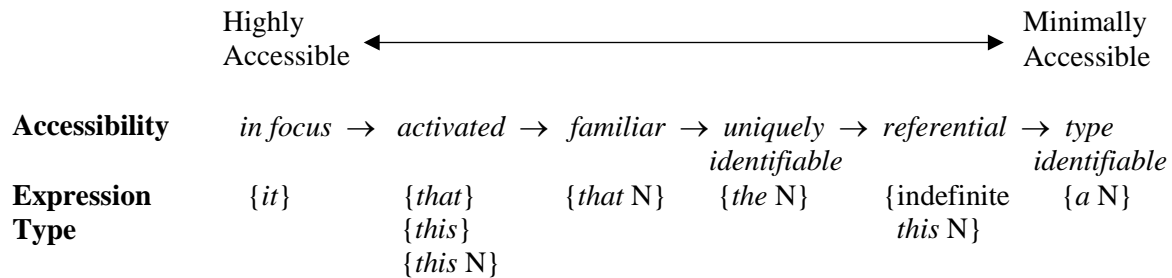 Highly Minimally
Accessible Accessible
Accessibility in focus → activated → familiar → uniquely → referential → type
identifiable identifiable
Expression {it} {that} {that N} {the N} {indefinite {a N}
Type {this} this N}
{this N}